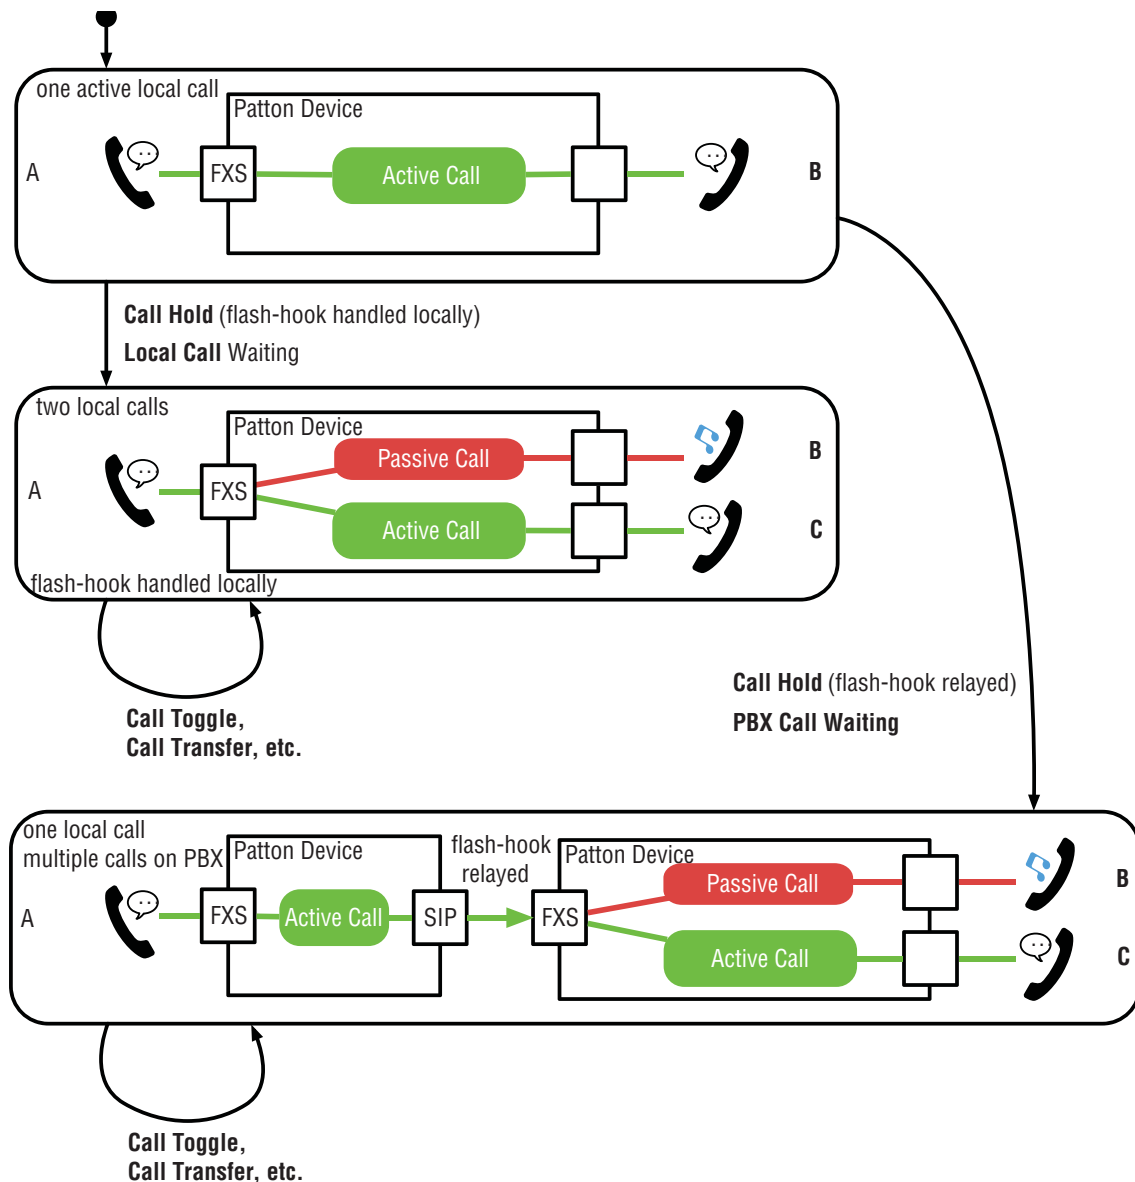 one active local call
Patton Device
A
FXS
Active Call
B
Call Hold (flash-hook handled locally)
Local Call Waiting
two local calls
Patton Device
Passive Call
B
A
FXS
Active Call
C
flash-hook handled locally
Call Toggle,
Call Transfer, etc.
Call Hold (flash-hook relayed)
PBX Call Waiting
one local call
multiple calls on PBX
Patton Device
flash-hook
relayed
Patton Device
Passive Call
B
A
FXS
Active Call
SIP
FXS
Active Call
C
Call Toggle,
Call Transfer, etc.